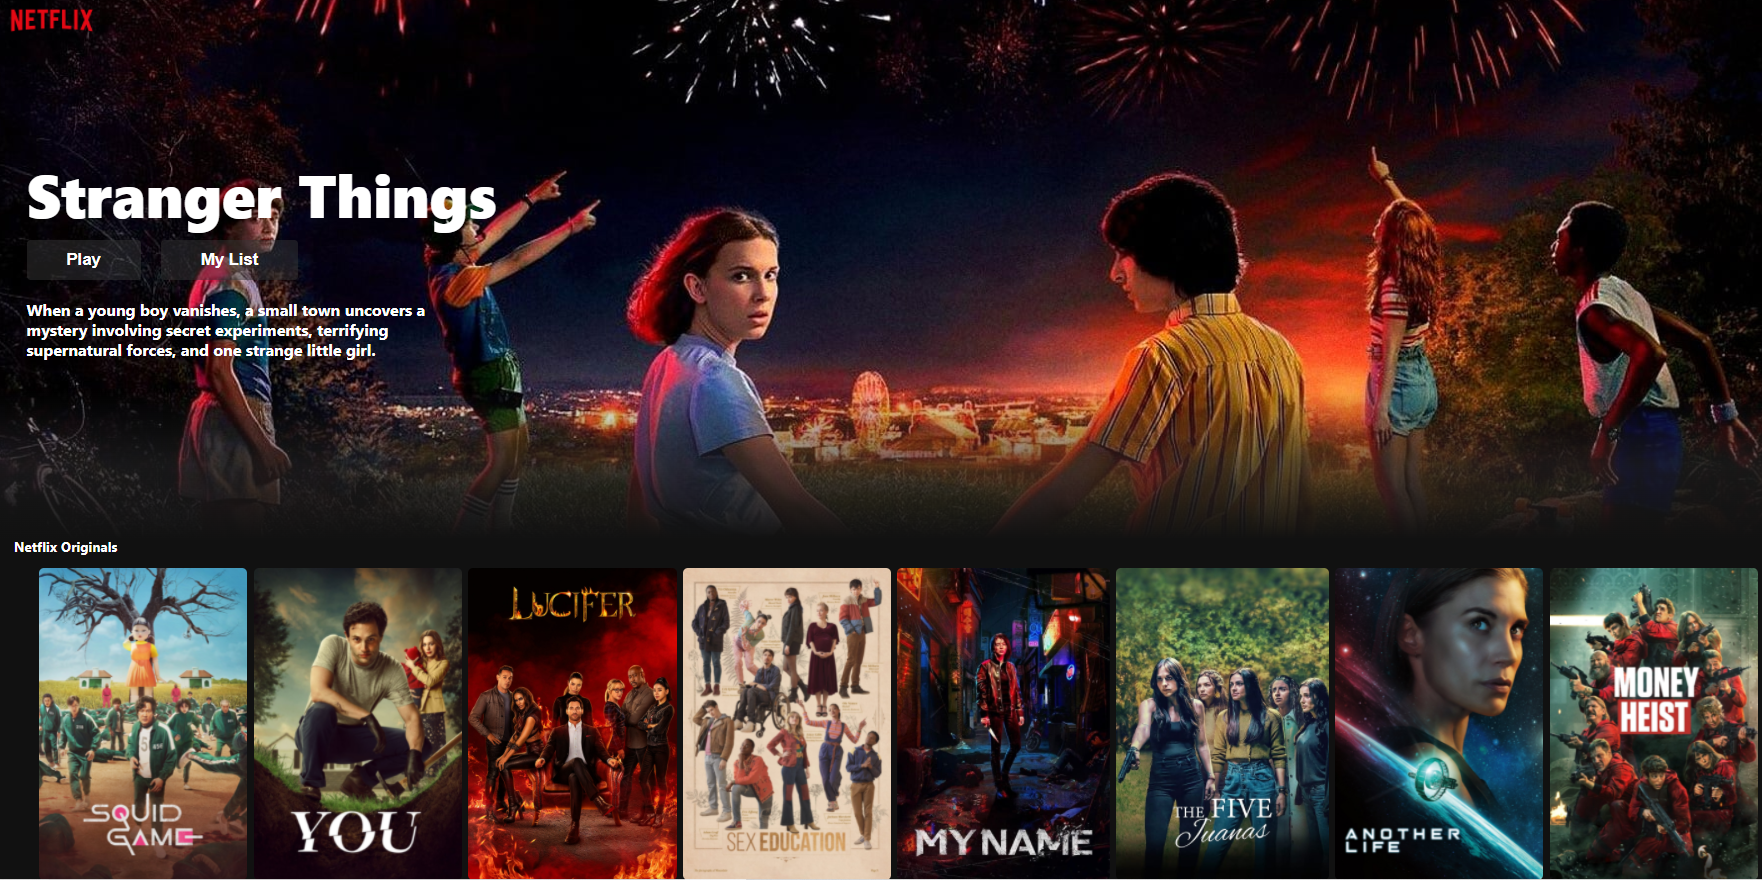 NETFLIX
Stranger Things
Play
My List
When a young boy vanishes, a small town uncovers a
mystery involving secret experiments, terrifying
supernatural forces, and one strange little girl.
Netflix Originals
SQUID
GAME
YOU
LUCIFER
SEX EDUCATION
MY NAME
THE FIVE
Juanas
ANOTHER
LIFE
MONEY
HEIST